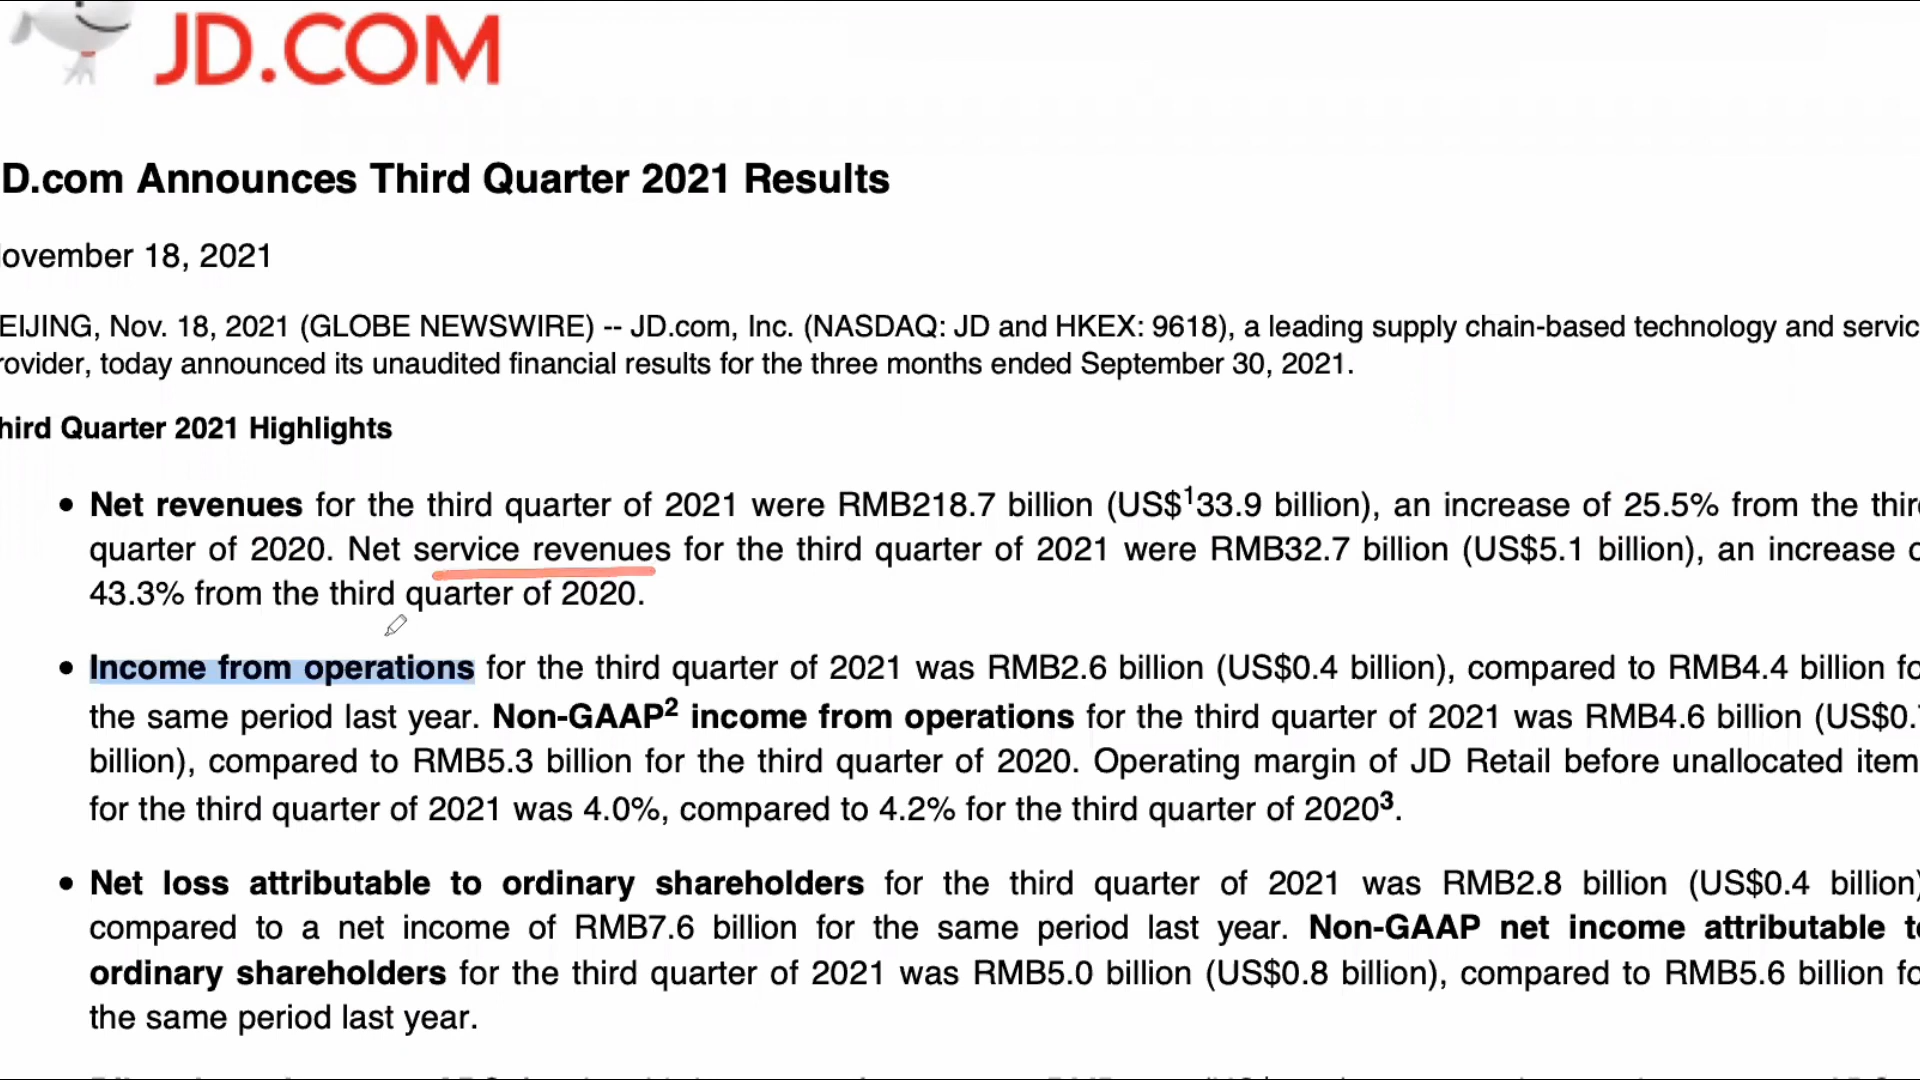 JD.COM
D.com Announces Third Quarter 2021 Results
ovember 18, 2021
EIJING, Nov. 18, 2021 (GLOBE NEWSWIRE) -- JD.com, Inc. (NASDAQ: JD and HKEX: 9618), a leading supply chain-based technology and servic
rovider, today announced its unaudited financial results for the three months ended September 30, 2021.
hird Quarter 2021 Highlights
• Net revenues for the third quarter of 2021 were RMB218.7 billion (US$¹33.9 billion), an increase of 25.5% from the thir
quarter of 2020. Net service revenues for the third quarter of 2021 were RMB32.7 billion (US$5.1 billion), an increase o
43.3% from the third quarter of 2020.
• Income from operations for the third quarter of 2021 was RMB2.6 billion (US$0.4 billion), compared to RMB4.4 billion fo
the same period last year. Non-GAAP² income from operations for the third quarter of 2021 was RMB4.6 billion (US$0.
billion), compared to RMB5.3 billion for the third quarter of 2020. Operating margin of JD Retail before unallocated item
for the third quarter of 2021 was 4.0%, compared to 4.2% for the third quarter of 2020³.
• Net loss attributable to ordinary shareholders for the third quarter of 2021 was RMB2.8 billion (US$0.4 billion)
compared to a net income of RMB7.6 billion for the same period last year. Non-GAAP net income attributable t
ordinary shareholders for the third quarter of 2021 was RMB5.0 billion (US$0.8 billion), compared to RMB5.6 billion fo
the same period last year.